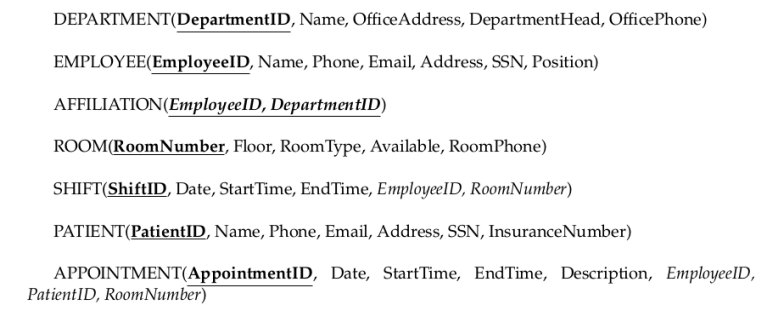 DEPARTMENT(DepartmentID, Name, OfficeAddress, DepartmentHead, OfficePhone)
EMPLOYEE(EmployeeID, Name, Phone, Email, Address, SSN, Position)
AFFILIATION(EmployeeID, DepartmentID)
ROOM(RoomNumber, Floor, RoomType, Available, RoomPhone)
SHIFT(ShiftID, Date, StartTime, EndTime, EmployeeID, RoomNumber)
PATIENT(PatientID, Name, Phone, Email, Address, SSN, InsuranceNumber)
APPOINTMENT(AppointmentID, Date, StartTime, EndTime, Description, EmployeeID,
PatientID, RoomNumber)